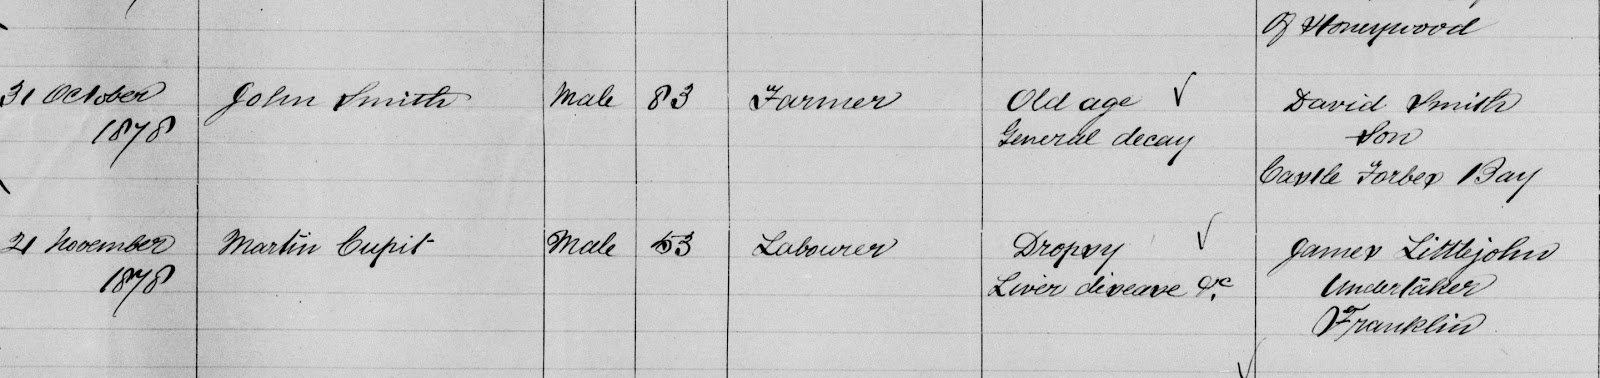 Of Honeywood
31 October John Smith Male 83 Farmer Old age David Smith
1878 General decay Son
Castle Forbes Bay
21 November Martin Cupit Male 53 Labourer Dropsy James Littlejohn
1878 Liver disease &c Undertaker
Franklin